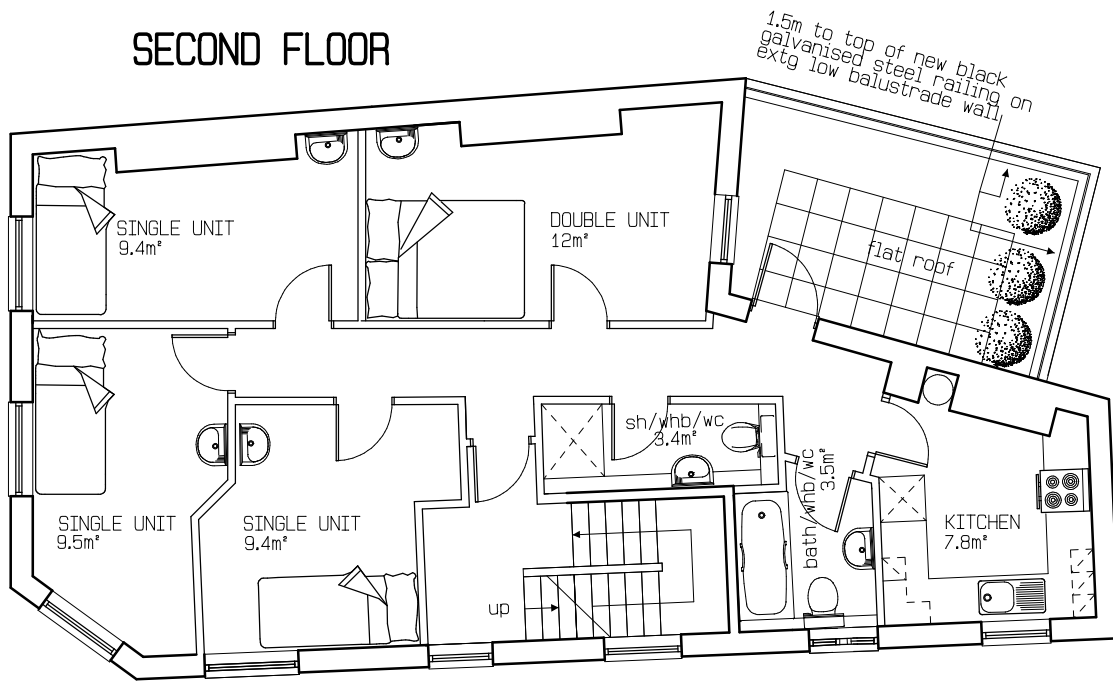 SECOND FLOOR
1.5m to top of new black
galvanised steel railing on
extg low balustrade wall
SINGLE UNIT
9.4m²
DOUBLE UNIT
12m²
flat roof
sh/whb/wc
3.4m²
bath/whb/wc
3.5m²
SINGLE UNIT
9.5m²
SINGLE UNIT
9.4m²
KITCHEN
7.8m²
up